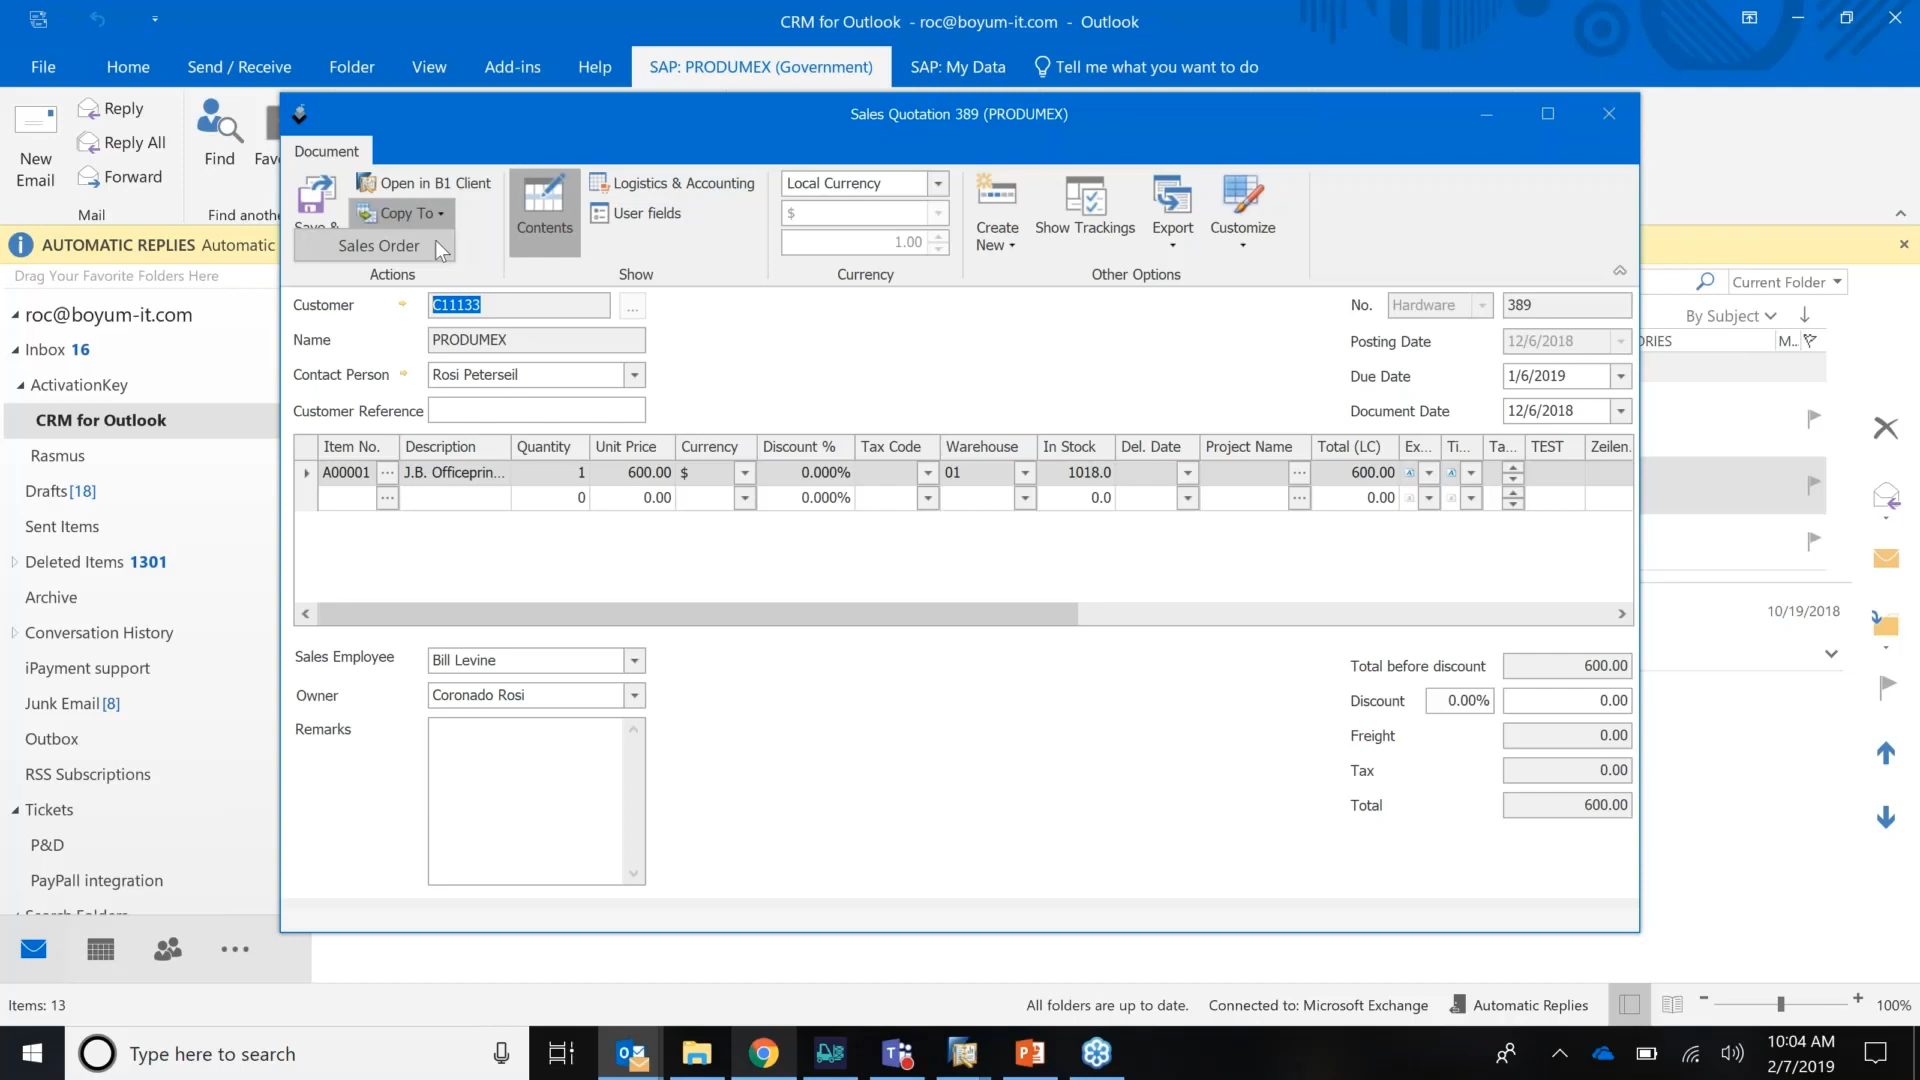 CRM for Outlook - roc@boyum-it.com - Outlook
File Home Send / Receive Folder View Add-ins Help SAP: PRODUMEX (Government) SAP: My Data Tell me what you want to do
New Email
Reply
Reply All
Forward
Mail
Find
Find anoth
Sales Quotation 389 (PRODUMEX)
Document
Open in B1 Client
Copy To
Sales Order
Actions
Contents
Logistics & Accounting
User fields
Show
Local Currency
$
1.00
Currency
Create New
Show Trackings
Export
Customize
Other Options
AUTOMATIC REPLIES Automatic
Drag Your Favorite Folders Here
roc@boyum-it.com
Inbox 16
ActivationKey
CRM for Outlook
Rasmus
Drafts [18]
Sent Items
Deleted Items 1301
Archive
Conversation History
iPayment support
Junk Email [8]
Outbox
RSS Subscriptions
Tickets
P&D
PayPall integration
Customer C11133 ...
Name PRODUMEX
Contact Person Rosi Peterseil
Customer Reference
No. Hardware 389
Posting Date 12/6/2018
Due Date 1/6/2019
Document Date 12/6/2018
Current Folder
By Subject
ORIES M...
Item No. Description Quantity Unit Price Currency Discount % Tax Code Warehouse In Stock Del. Date Project Name Total (LC) Ex... Ti... Ta... TEST Zeilen.
A00001 ... J.B. Officeprin... 1 600.00 $ 0.000% 01 1018.0 ... 600.00
... 0 0.00 0.000% 0.0 ... 0.00
10/19/2018
Sales Employee Bill Levine
Owner Coronado Rosi
Remarks
Total before discount 600.00
Discount 0.00% 0.00
Freight 0.00
Tax 0.00
Total 600.00
Items: 13
All folders are up to date. Connected to: Microsoft Exchange Automatic Replies 100%
Type here to search
10:04 AM
2/7/2019